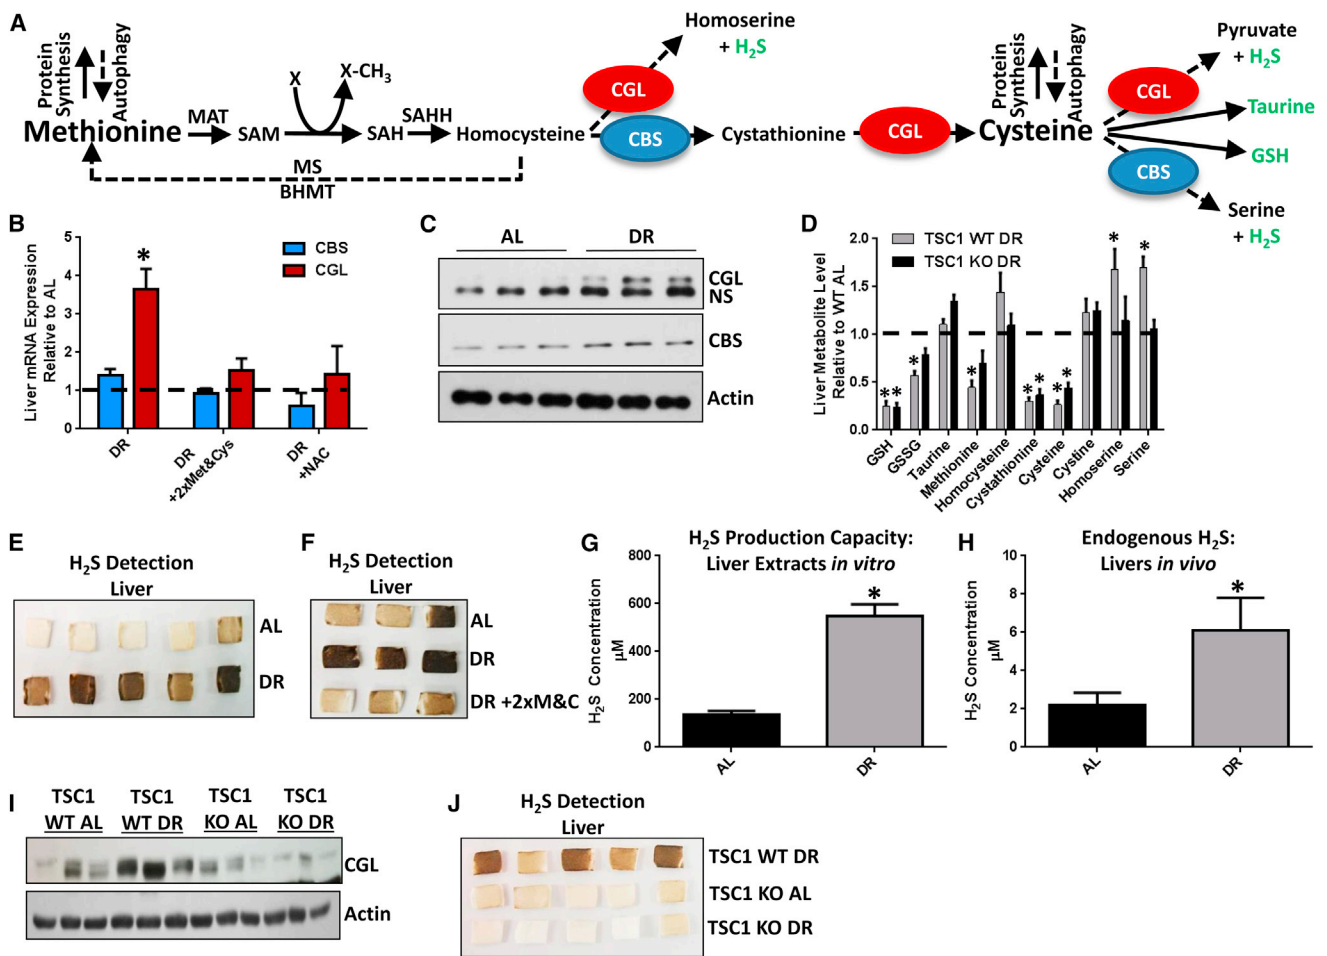 A
Protein Synthesis
Autophagy
Methionine
MAT
SAM
X
X-CH3
SAH
SAHH
Homocysteine
MS
BHMT
CGL
CBS
Homoserine
+ H2S
Cystathionine
CGL
Protein Synthesis
Autophagy
Cysteine
CGL
CBS
Pyruvate
+ H2S
Taurine
GSH
Serine
+ H2S
B
Liver mRNA Expression
Relative to AL
5
4
3
2
1
0
*
CBS
CGL
DR
DR
+2xMet&Cys
DR
+NAC
C
AL DR
CGL
NS
CBS
Actin
D
Liver Metabolite Level
Relative to WT AL
2.0
1.5
1.0
0.5
0.0
TSC1 WT DR
TSC1 KO DR
* * * * * * * * * *
GSH
GSSG
Taurine
Methionine
Homocysteine
Cystathionine
Cysteine
Cystine
Homoserine
Serine
E
H2S Detection
Liver
AL
DR
F
H2S Detection
Liver
AL
DR
DR +2xM&C
G
H2S Production Capacity:
Liver Extracts in vitro
H2S Concentration
µM
800
600
400
200
0
*
AL
DR
H
Endogenous H2S:
Livers in vivo
H2S Concentration
µM
10
8
6
4
2
0
*
AL
DR
I
TSC1 TSC1 TSC1 TSC1
WT AL WT DR KO AL KO DR
CGL
Actin
J
H2S Detection
Liver
TSC1 WT DR
TSC1 KO AL
TSC1 KO DR